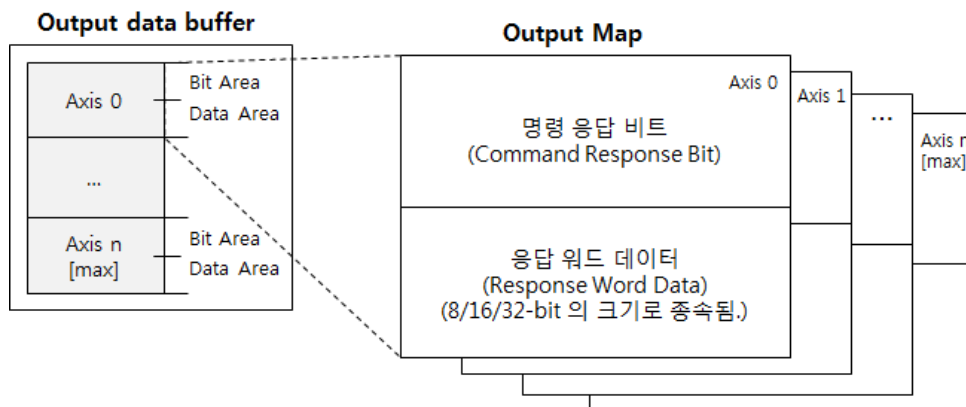 Output data buffer
Axis 0
Bit Area
Data Area
...
Axis n
[max]
Bit Area
Data Area
Output Map
Axis 0
명령 응답 비트
(Command Response Bit)
응답 워드 데이터
(Response Word Data)
(8/16/32-bit 의 크기로 종속됨.)
Axis 1
...
Axis n
[max]